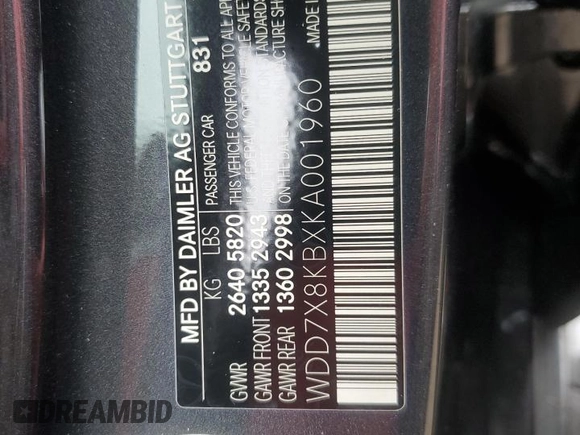 MFD BY DAIMLER AG STUTTGART
831
KG LBS PASSENGER CAR
GVWR 2640 5820 THIS VEHICLE CONFORMS TO ALL
GAWR FRONT 1335 2943 STANDARDS
GAWR REAR 1360 2998 ON THE DATE
WDD7X8KBXKA001960
DREAMBID